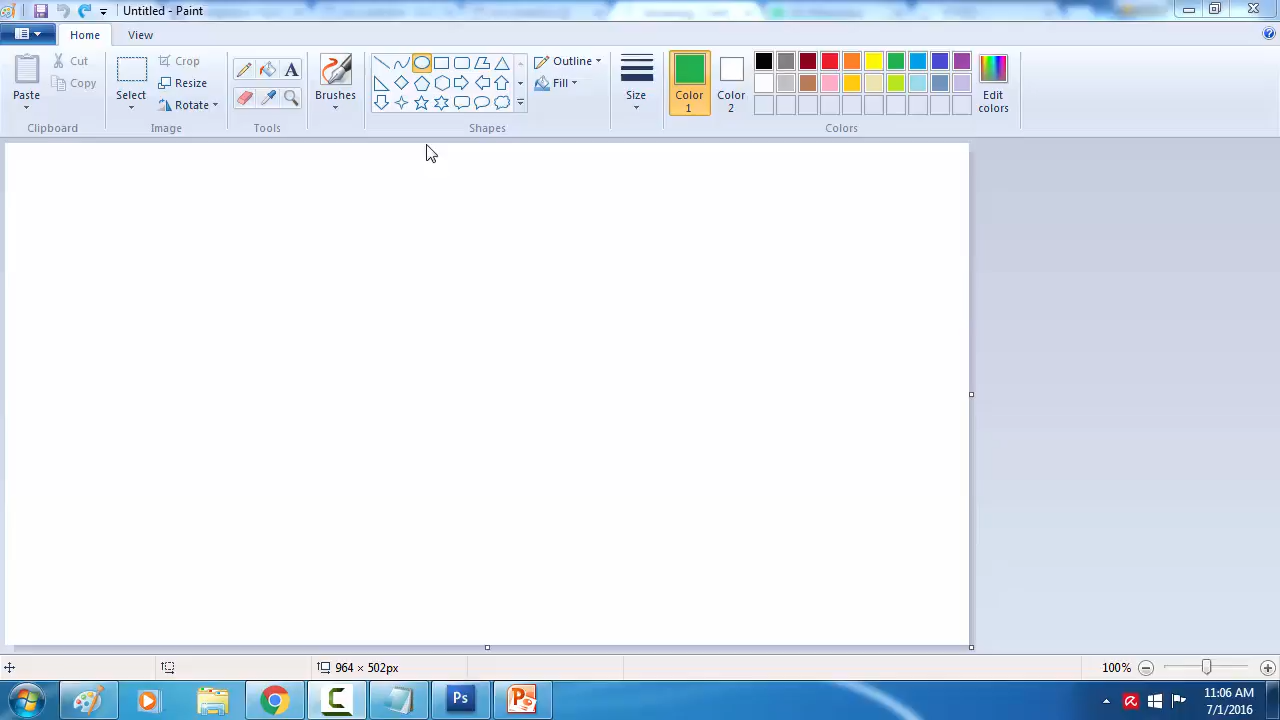 Untitled - Paint
Home View
Paste
Cut
Copy
Clipboard
Select
Crop
Resize
Rotate
Image
A
Tools
Brushes
Shapes
Outline
Fill
Size
Color 1
Color 2
Edit colors
Colors
964 × 502px
100%
Ps
11:06 AM
7/1/2016